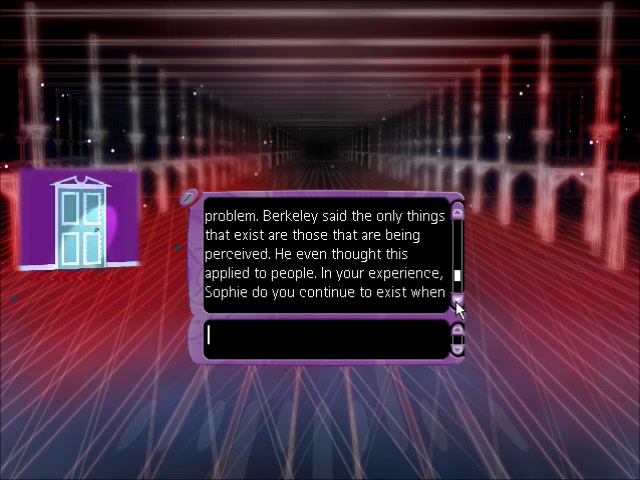 problem. Berkeley said the only things
that exist are those that are being
perceived. He even thought this
applied to people. In your experience,
Sophie do you continue to exist when